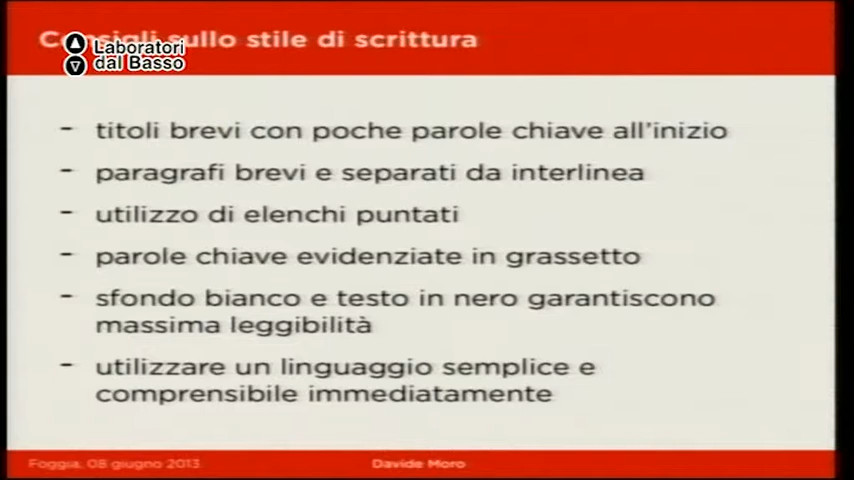 Consigli sullo stile di scrittura
Laboratori
dal Basso
- titoli brevi con poche parole chiave all'inizio
- paragrafi brevi e separati da interlinea
- utilizzo di elenchi puntati
- parole chiave evidenziate in grassetto
- sfondo bianco e testo in nero garantiscono
massima leggibilità
- utilizzare un linguaggio semplice e
comprensibile immediatamente
Foggia, 08 giugno 2013
Davide Moro